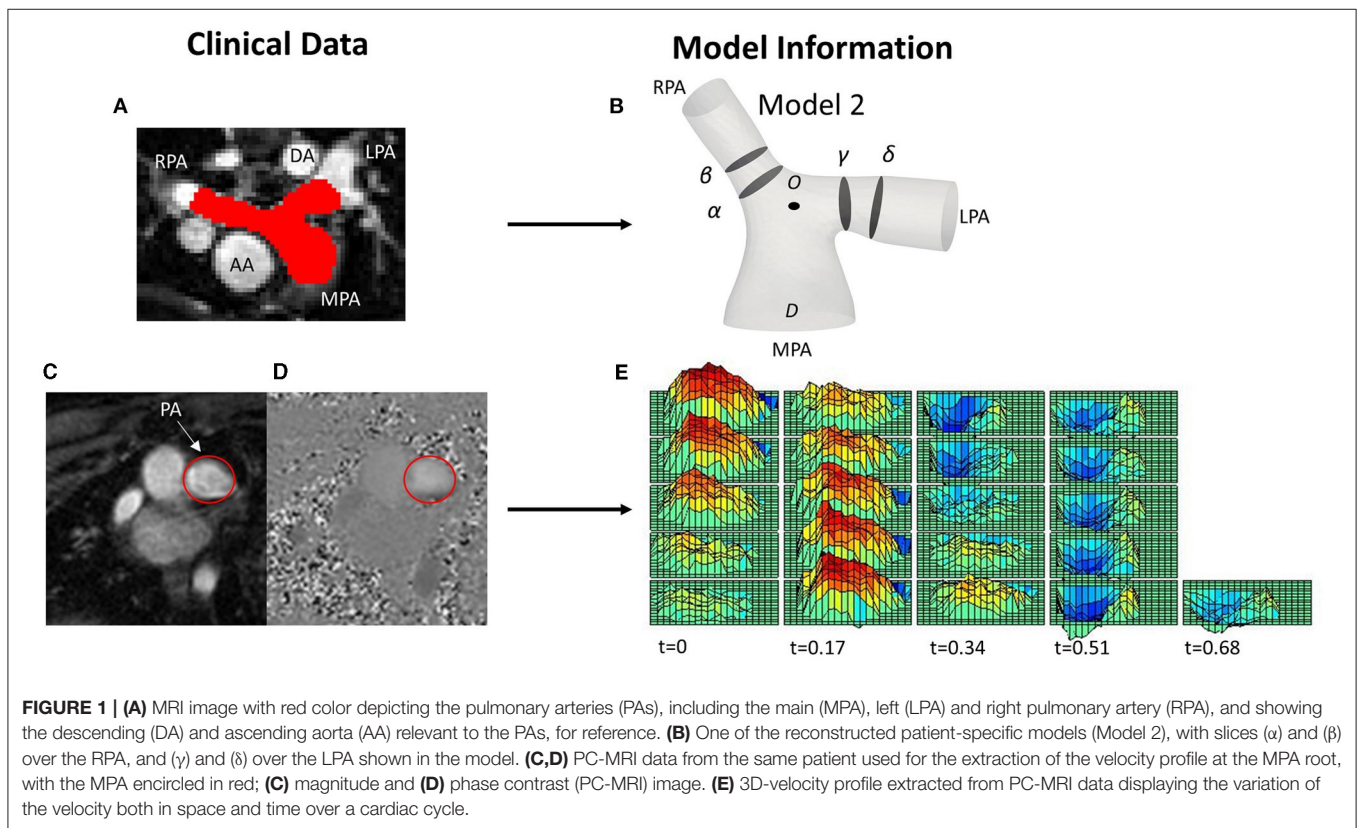 Clinical Data
Model Information
A
RPA
DA
LPA
AA
MPA
B
RPA
Model 2
β
α
O
γ
δ
LPA
D
MPA
C
PA
D
E
t=0
t=0.17
t=0.34
t=0.51
t=0.68
FIGURE 1 | (A) MRI image with red color depicting the pulmonary arteries (PAs), including the main (MPA), left (LPA) and right pulmonary artery (RPA), and showing
the descending (DA) and ascending aorta (AA) relevant to the PAs, for reference. (B) One of the reconstructed patient-specific models (Model 2), with slices (α) and (β)
over the RPA, and (γ) and (δ) over the LPA shown in the model. (C,D) PC-MRI data from the same patient used for the extraction of the velocity profile at the MPA root,
with the MPA encircled in red; (C) magnitude and (D) phase contrast (PC-MRI) image. (E) 3D-velocity profile extracted from PC-MRI data displaying the variation of
the velocity both in space and time over a cardiac cycle.